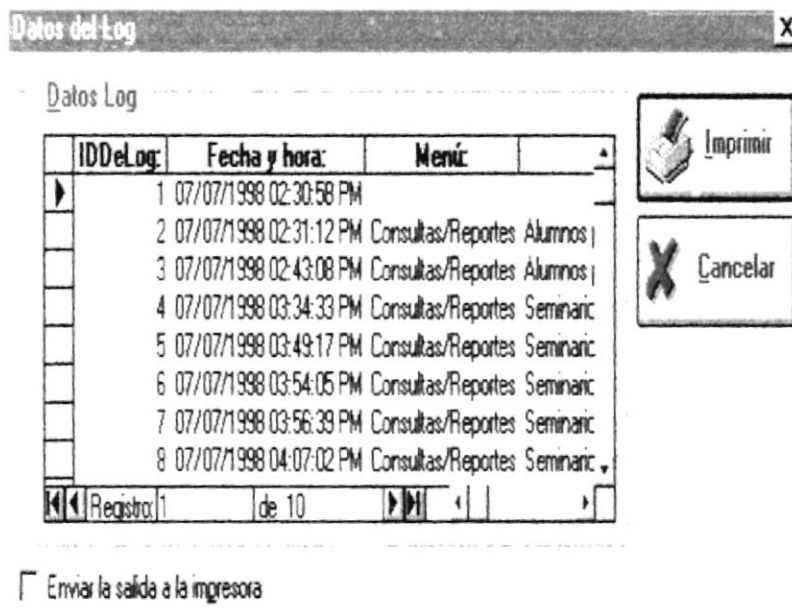 Datos del Log
X
Datos Log
IDDeLog: Fecha y hora: Menú:
1 07/07/1998 02:30:58 PM
2 07/07/1998 02:31:12 PM Consultas/Reportes Alumnos p
3 07/07/1998 02:43:08 PM Consultas/Reportes Alumnos p
4 07/07/1998 03:34:33 PM Consultas/Reportes Seminaric
5 07/07/1998 03:49:17 PM Consultas/Reportes Seminaric
6 07/07/1998 03:54:05 PM Consultas/Reportes Seminaric
7 07/07/1998 03:56:39 PM Consultas/Reportes Seminaric
8 07/07/1998 04:07:02 PM Consultas/Reportes Seminaric
Registro: 1 de 10
Imprimir
Cancelar
Enviar la salida a la impresora